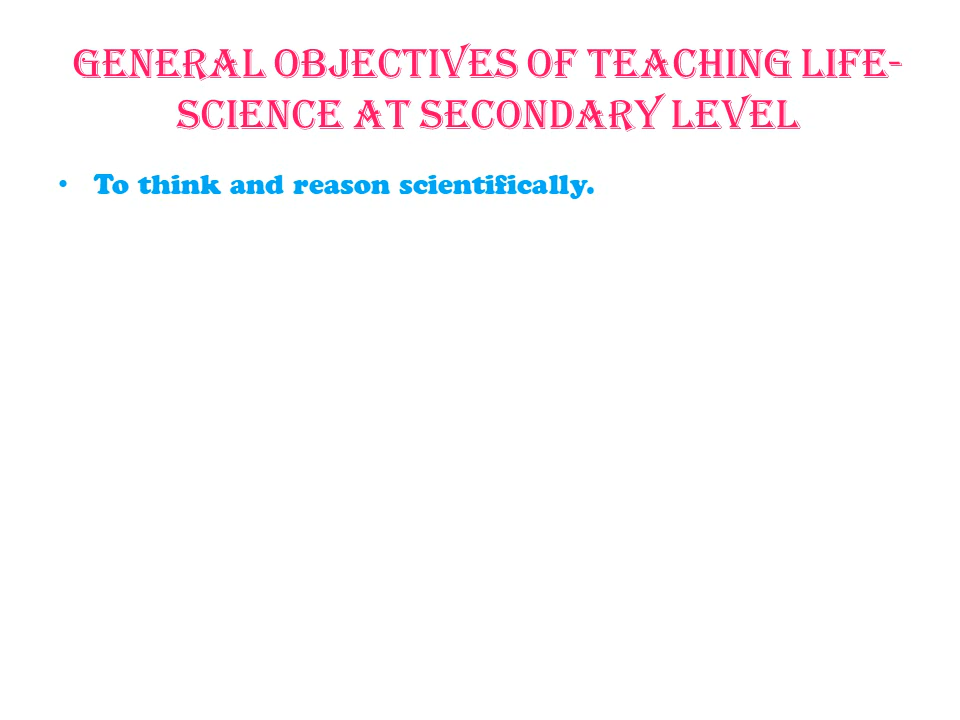 GENERAL OBJECTIVES OF TEACHING LIFE-
SCIENCE AT SECONDARY LEVEL
• To think and reason scientifically.